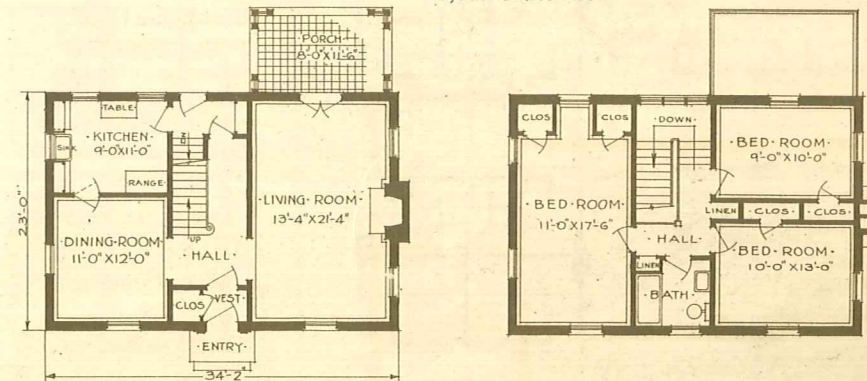 PORCH
8'-0"X11'-6"
TABLE
KITCHEN
9'-0"X11'-0"
SINK
RANGE
DN
UP
LIVING·ROOM
13'-4"X21'-4"
DINING·ROOM
11'-0"X12'-0"
HALL
CLOS
VEST
ENTRY
23'-0"
34'-2"
CLOS
CLOS
DOWN
BED ROOM
9'-0"X10'-0"
BED ROOM
11'-0"X17'-6"
LINEN
CLOS
CLOS
HALL
BED ROOM
10'-0"X13'-0"
LINEN
BATH